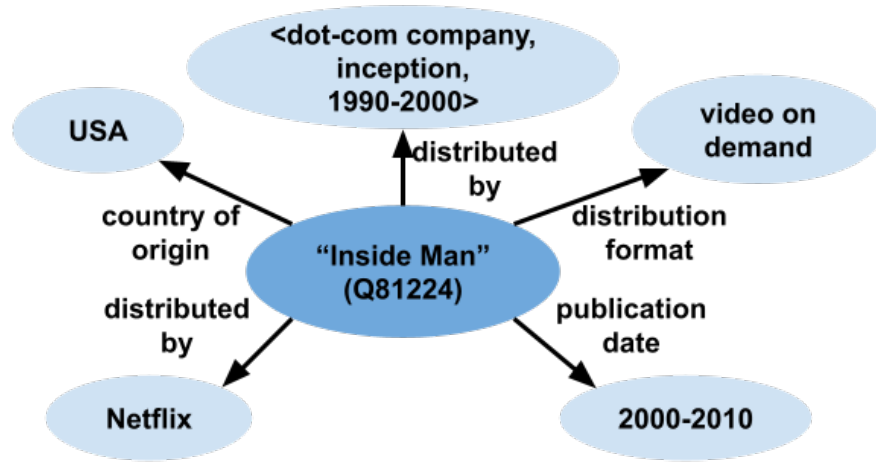 <dot-com company,
inception,
1990-2000>
USA
video on
demand
distributed
by
country of
origin
distribution
format
“Inside Man”
(Q81224)
distributed
by
publication
date
Netflix
2000-2010